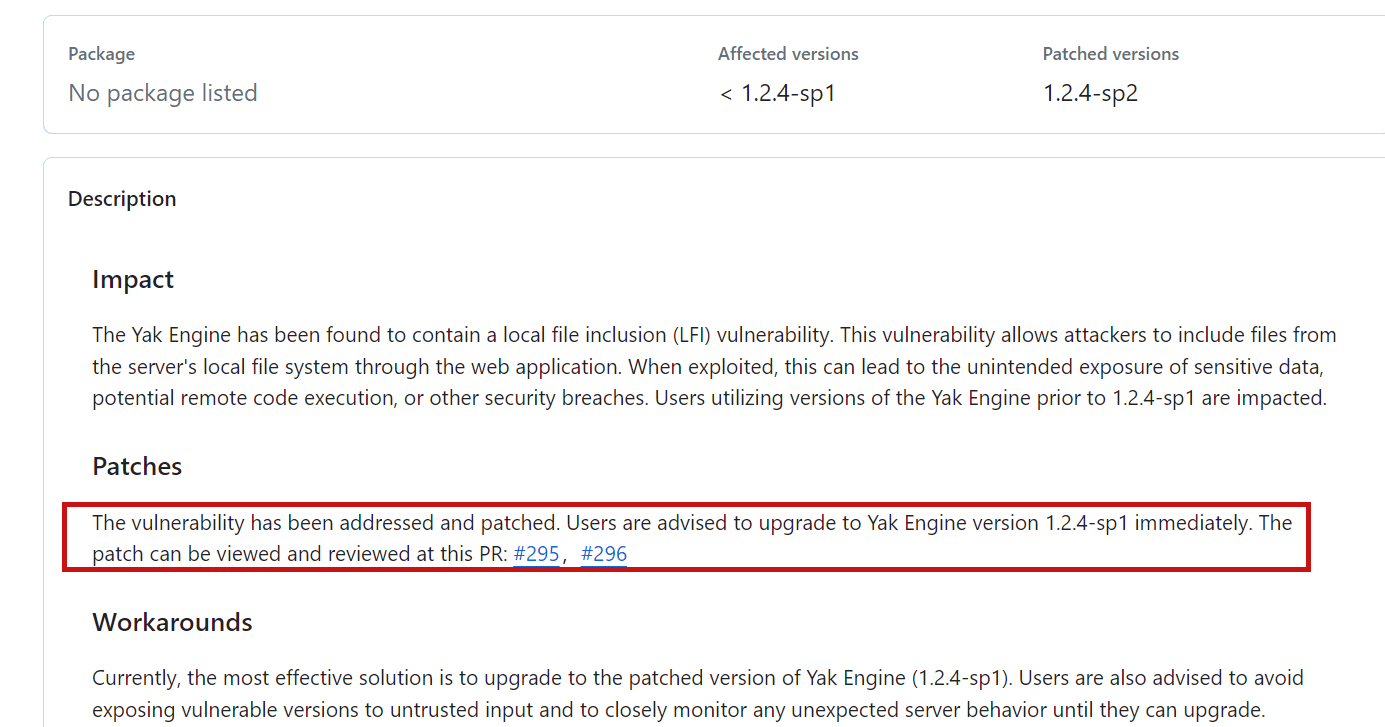 Package
Affected versions
Patched versions
No package listed
< 1.2.4-sp1
1.2.4-sp2
Description
Impact
The Yak Engine has been found to contain a local file inclusion (LFI) vulnerability. This vulnerability allows attackers to include files from
the server's local file system through the web application. When exploited, this can lead to the unintended exposure of sensitive data,
potential remote code execution, or other security breaches. Users utilizing versions of the Yak Engine prior to 1.2.4-sp1 are impacted.
Patches
The vulnerability has been addressed and patched. Users are advised to upgrade to Yak Engine version 1.2.4-sp1 immediately. The
patch can be viewed and reviewed at this PR: #295，#296
Workarounds
Currently, the most effective solution is to upgrade to the patched version of Yak Engine (1.2.4-sp1). Users are also advised to avoid
exposing vulnerable versions to untrusted input and to closely monitor any unexpected server behavior until they can upgrade.